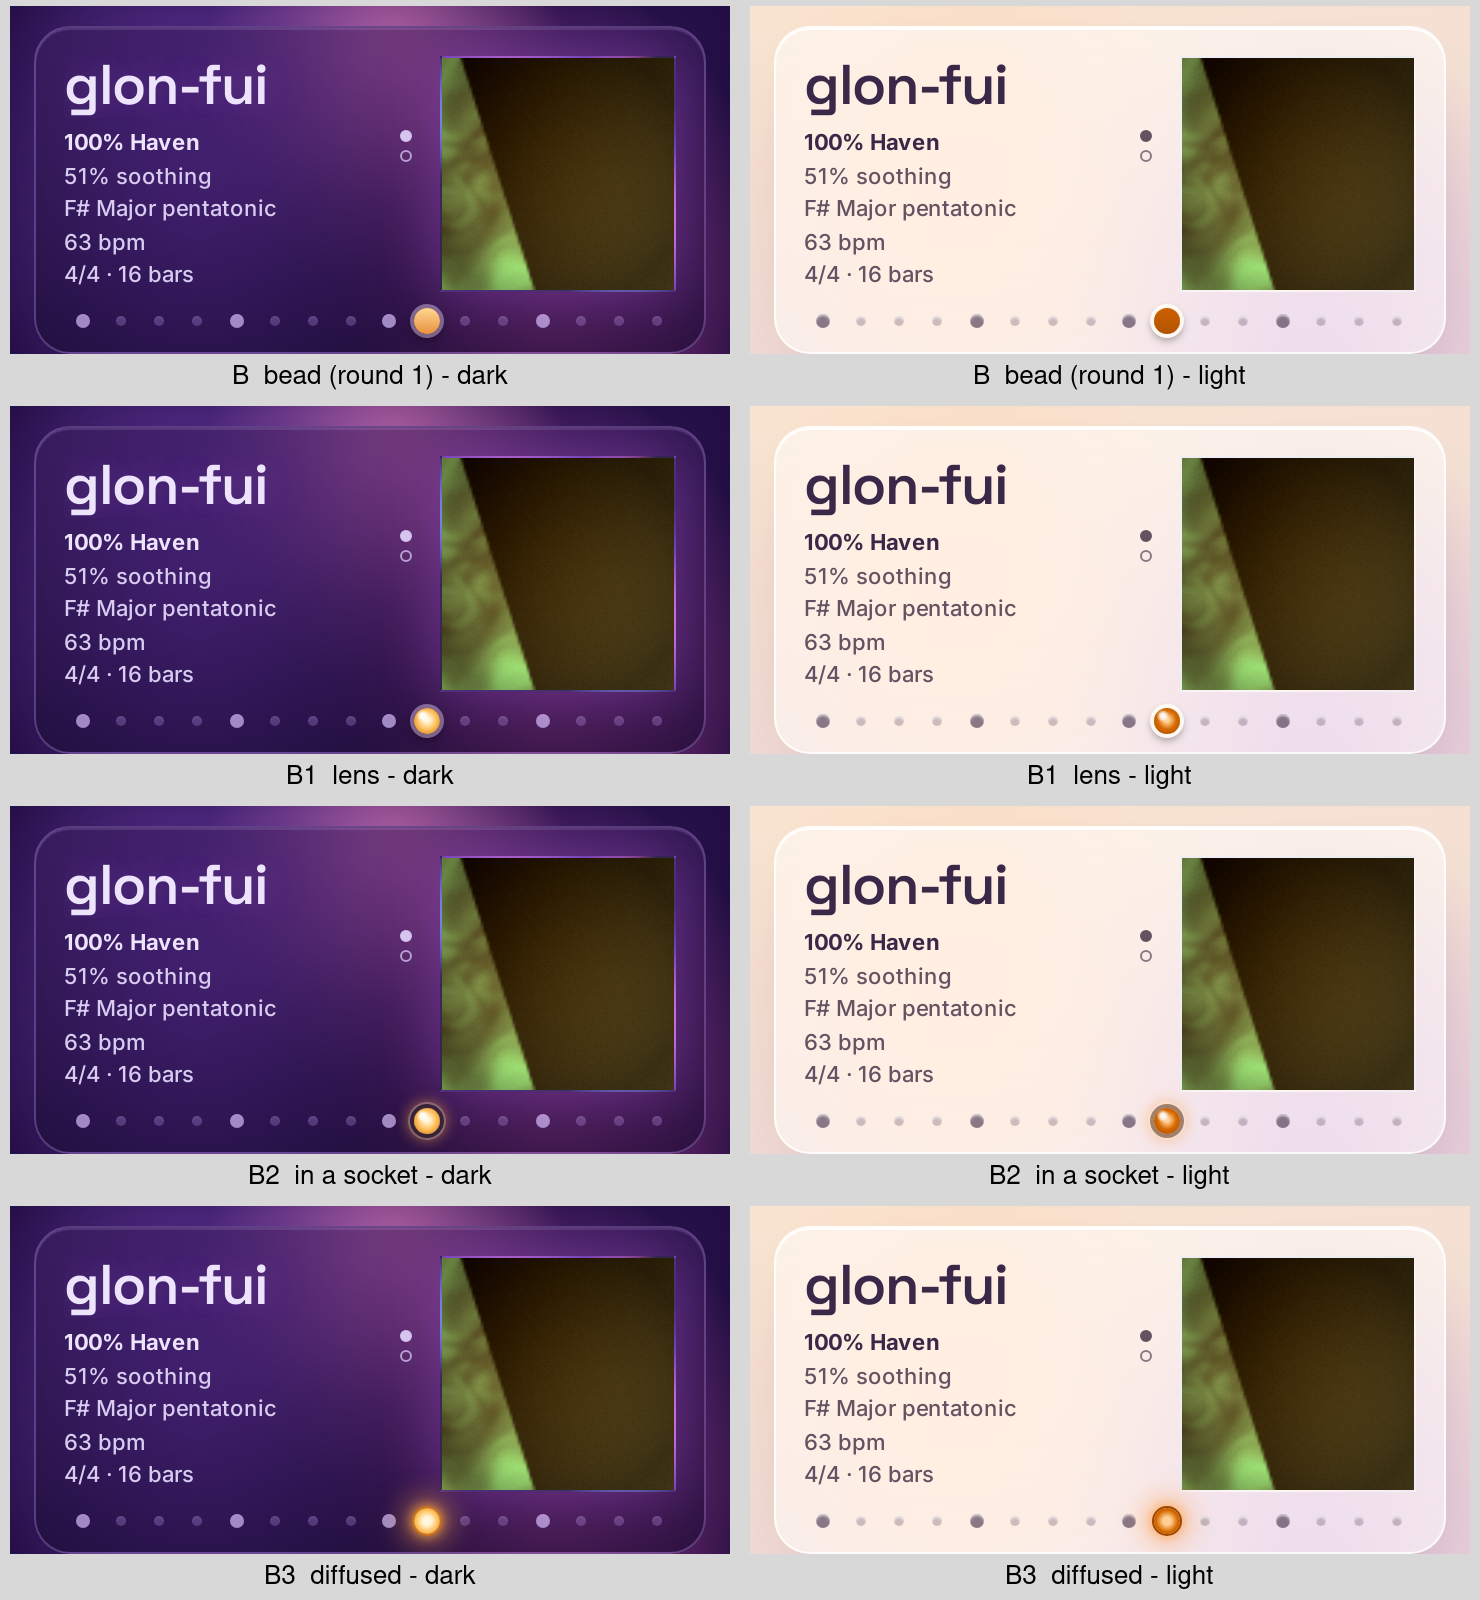 glon-fui
100% Haven
51% soothing
F# Major pentatonic
63 bpm
4/4 · 16 bars
B bead (round 1) - dark
glon-fui
100% Haven
51% soothing
F# Major pentatonic
63 bpm
4/4 · 16 bars
B bead (round 1) - light
glon-fui
100% Haven
51% soothing
F# Major pentatonic
63 bpm
4/4 · 16 bars
B1 lens - dark
glon-fui
100% Haven
51% soothing
F# Major pentatonic
63 bpm
4/4 · 16 bars
B1 lens - light
glon-fui
100% Haven
51% soothing
F# Major pentatonic
63 bpm
4/4 · 16 bars
B2 in a socket - dark
glon-fui
100% Haven
51% soothing
F# Major pentatonic
63 bpm
4/4 · 16 bars
B2 in a socket - light
glon-fui
100% Haven
51% soothing
F# Major pentatonic
63 bpm
4/4 · 16 bars
B3 diffused - dark
glon-fui
100% Haven
51% soothing
F# Major pentatonic
63 bpm
4/4 · 16 bars
B3 diffused - light